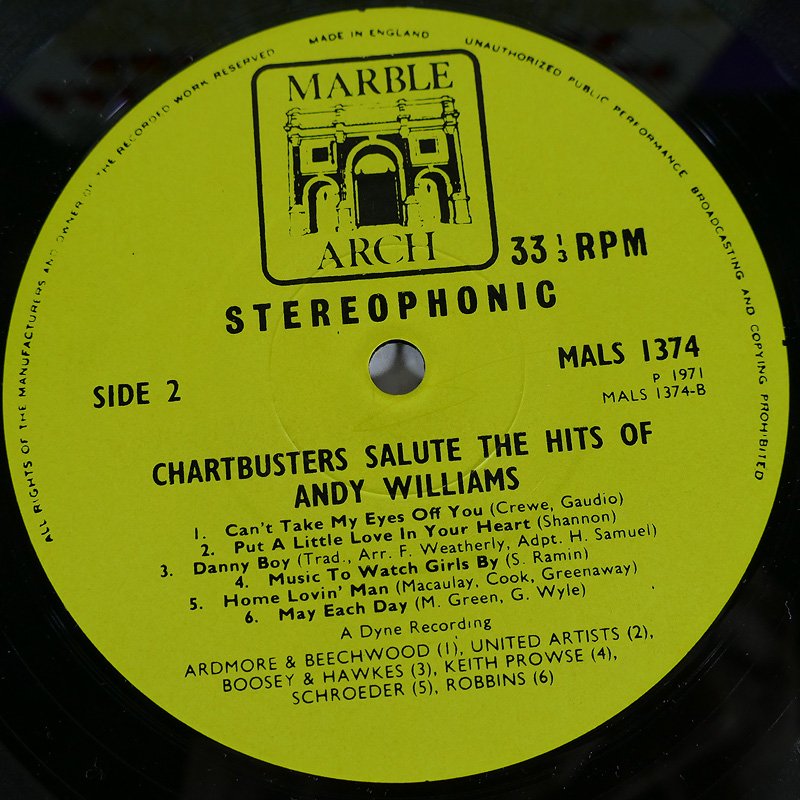 ALL RIGHTS OF THE MANUFACTURERS AND OWNER OF THE RECORDED WORK RESERVED
MADE IN ENGLAND
UNAUTHORIZED PUBLIC PERFORMANCE BROADCASTING AND COPYING PROHIBITED
MARBLE
ARCH
33 1/3 RPM
STEREOPHONIC
SIDE 2
MALS 1374
P 1971
MALS 1374-B
CHARTBUSTERS SALUTE THE HITS OF
ANDY WILLIAMS
1. Can't Take My Eyes Off You (Crewe, Gaudio)
2. Put A Little Love In Your Heart (Shannon)
3. Danny Boy (Trad., Arr. F. Weatherly, Adpt. H. Samuel)
4. Music To Watch Girls By (S. Ramin)
5. Home Lovin' Man (Macaulay, Cook, Greenaway)
6. May Each Day (M. Green, G. Wyle)
A Dyne Recording
ARDMORE & BEECHWOOD (1), UNITED ARTISTS (2),
BOOSEY & HAWKES (3), KEITH PROWSE (4),
SCHROEDER (5), ROBBINS (6)